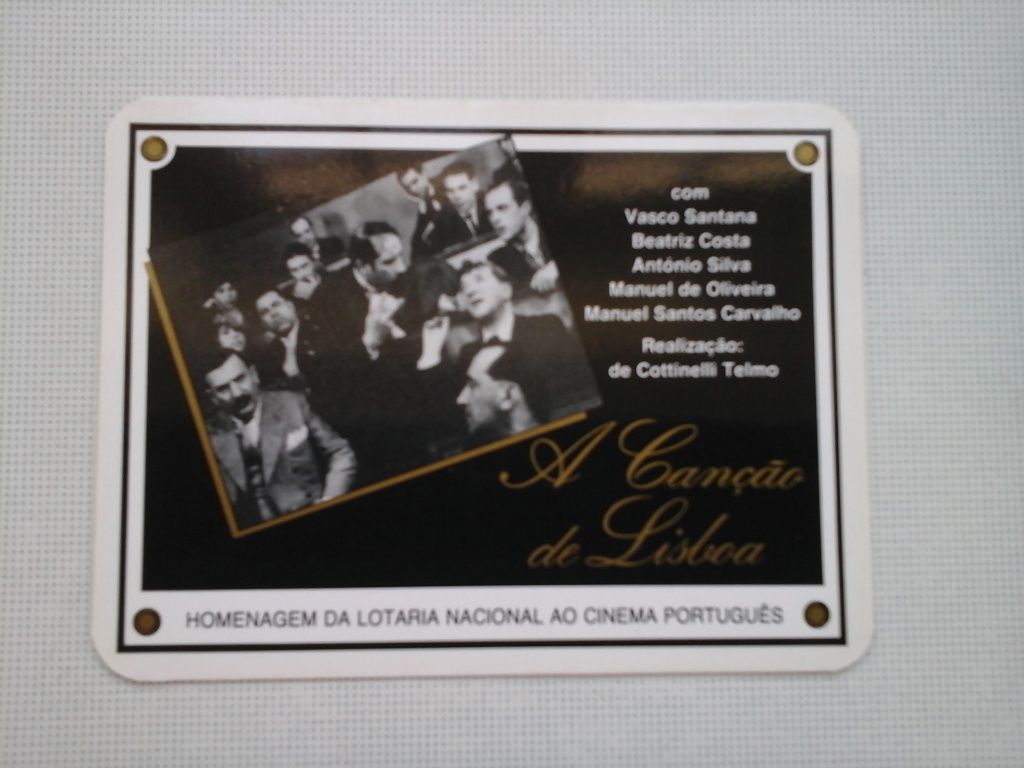 com
Vasco Santana
Beatriz Costa
António Silva
Manuel de Oliveira
Manuel Santos Carvalho
Realização:
de Cottinelli Telmo
A Canção
de Lisboa
HOMENAGEM DA LOTARIA NACIONAL AO CINEMA PORTUGUÊS